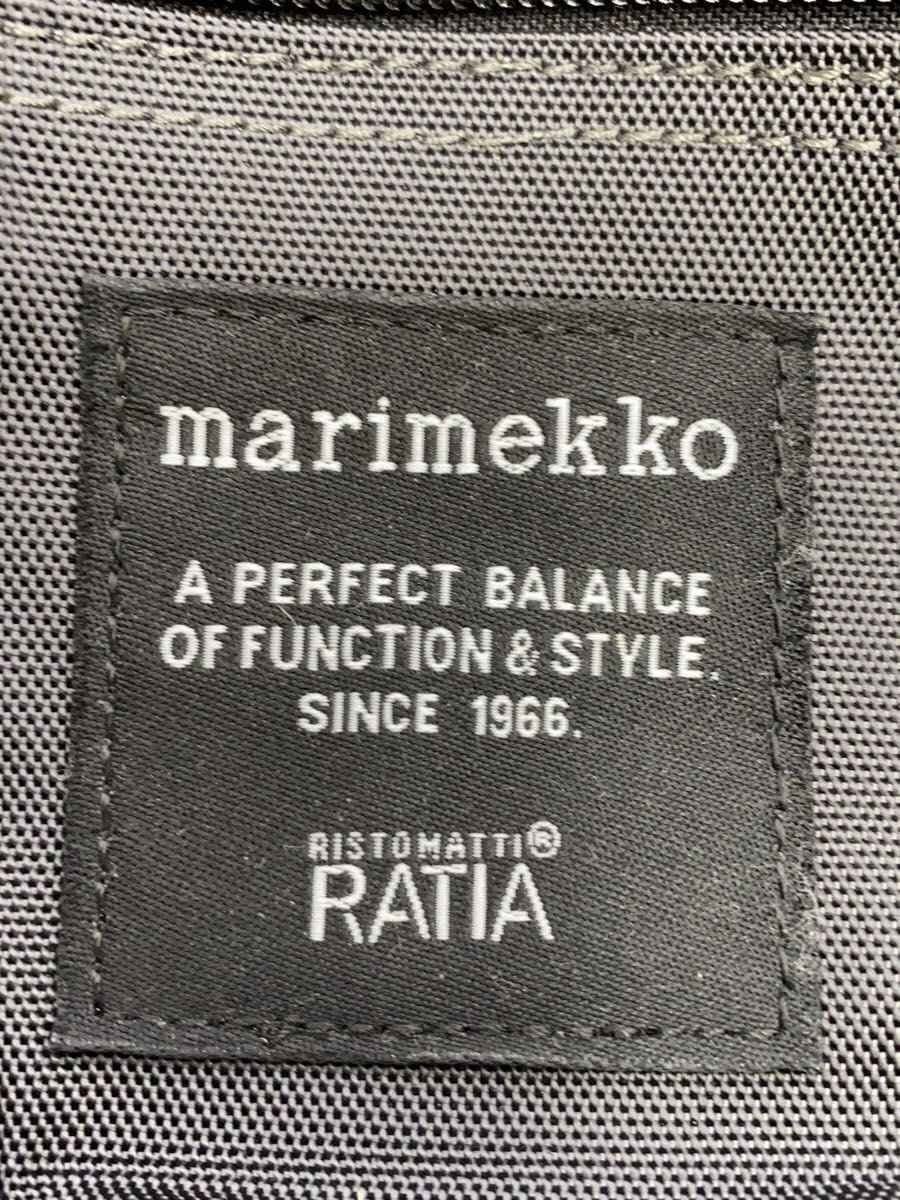 marimekko
A PERFECT BALANCE
OF FUNCTION & STYLE.
SINCE 1966.
RISTOMATTI®
RATIA